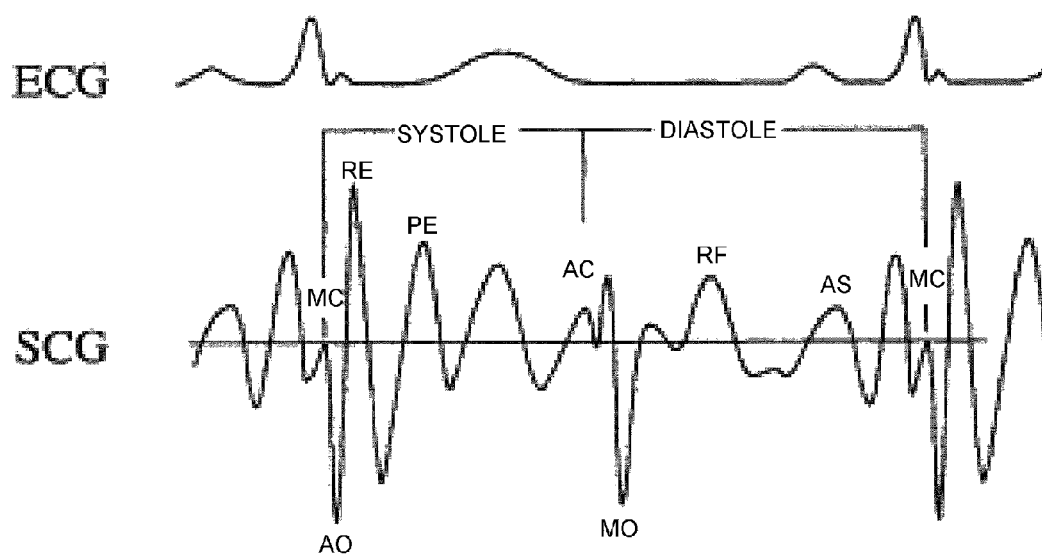 ECG
SYSTOLE DIASTOLE
RE
PE
AC RF
MC AS MC
SCG
AO MO